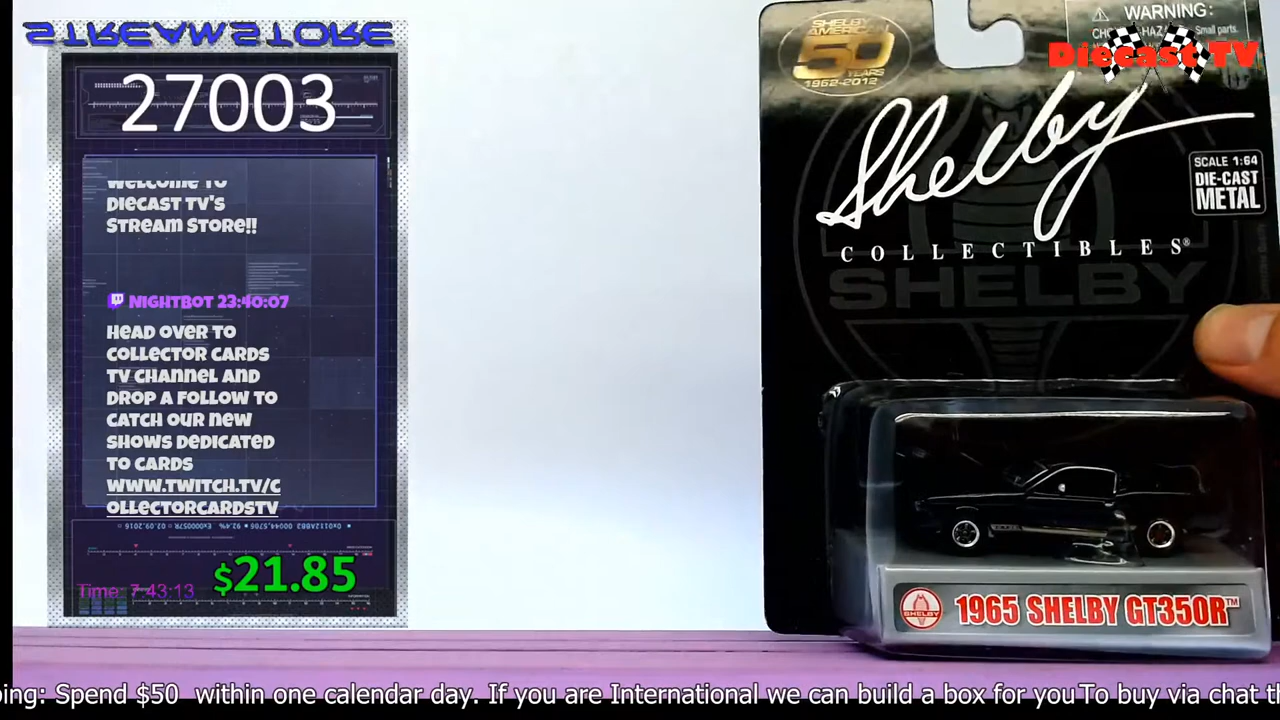 STREAM STORE
27003
WELCOME TO
DIECAST TV'S
STREAM STORE!!
NIGHTBOT 23:40:07
HEAD OVER TO
COLLECTOR CARDS
TV CHANNEL AND
DROP A FOLLOW TO
CATCH OUR NEW
SHOWS DEDICATED
TO CARDS
WWW.TWITCH.TV/C
OLLECTORCARDSTV
Time: 7:43:13
$21.85
SHELBY AMERICAN
50
YEARS
1962-2012
WARNING:
Small parts.
Diecast TV
Shelby
COLLECTIBLES®
SHELBY
SCALE 1:64
DIE-CAST
METAL
1965 SHELBY GT350R™
ping: Spend $50 within one calendar day. If you are International we can build a box for you To buy via chat th